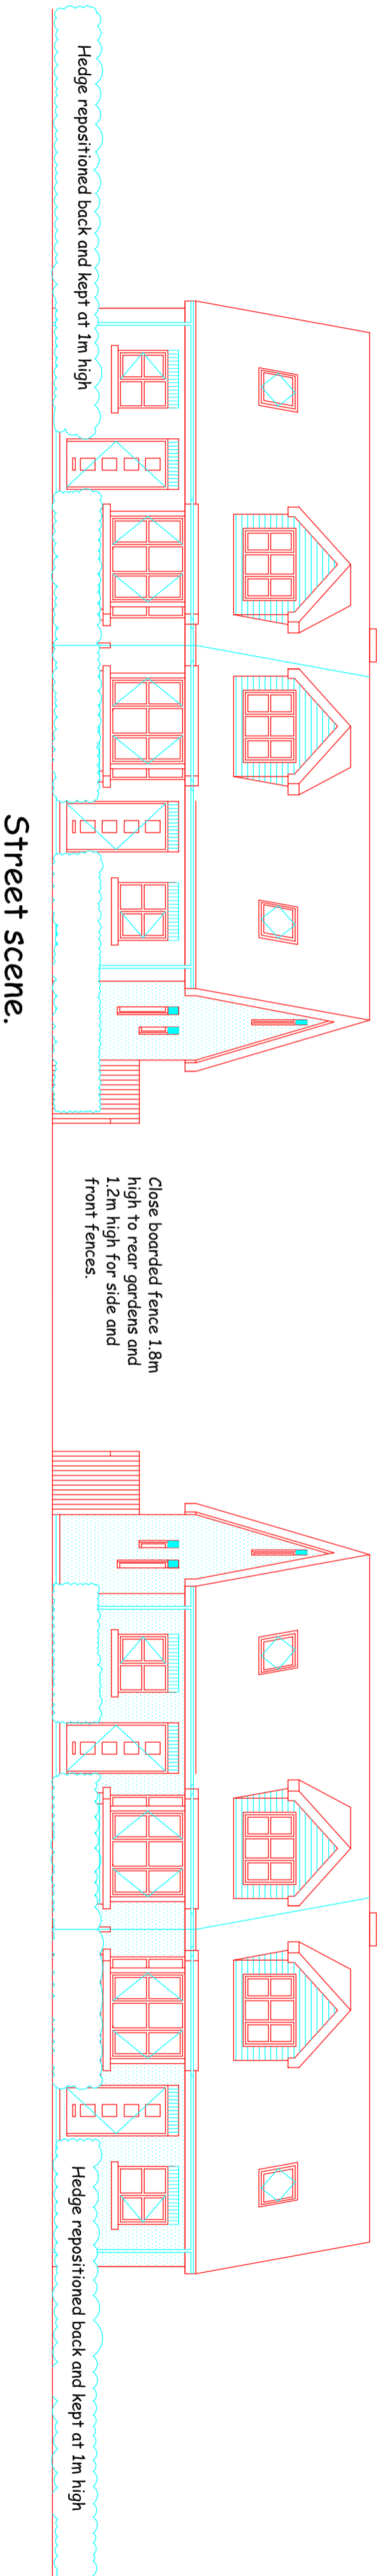 Hedge repositioned back and kept at 1m high
Close boarded fence 1.8m
high to rear gardens and
1.2m high for side and
front fences.
Hedge repositioned back and kept at 1m high
Street scene.